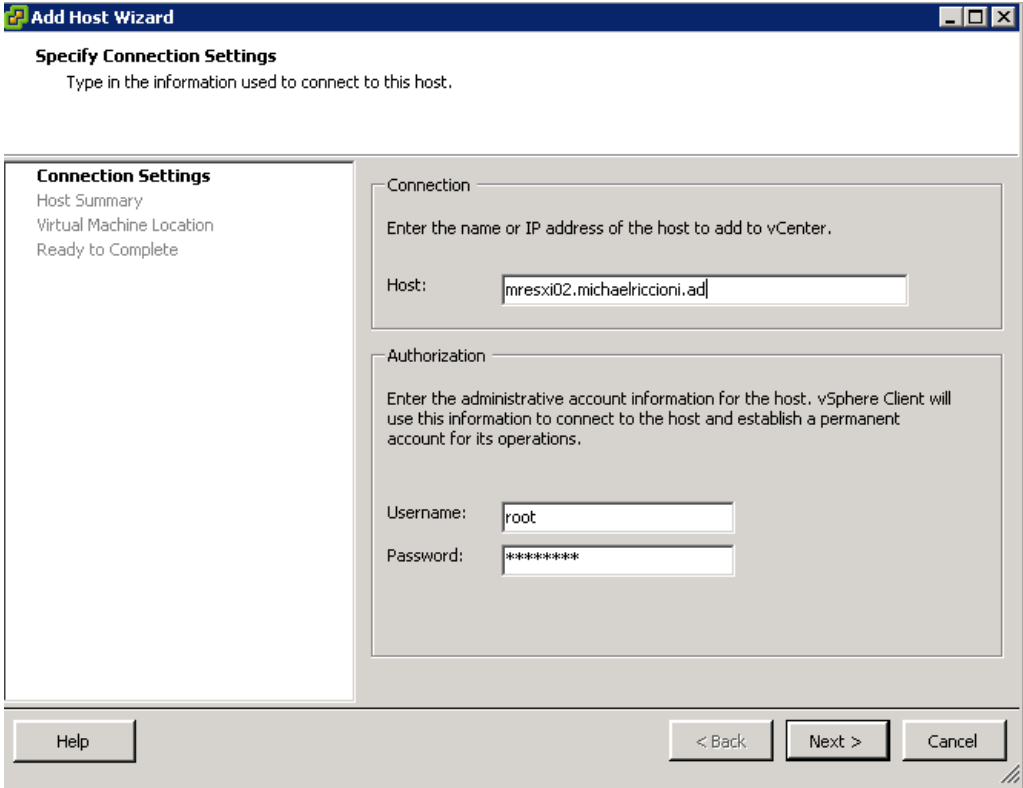 Add Host Wizard
Specify Connection Settings
Type in the information used to connect to this host.
Connection Settings
Host Summary
Virtual Machine Location
Ready to Complete
Connection
Enter the name or IP address of the host to add to vCenter.
Host:
mresxi02.michaelriccioni.ad
Authorization
Enter the administrative account information for the host. vSphere Client will
use this information to connect to the host and establish a permanent
account for its operations.
Username:
root
Password:
********
Help
< Back
Next >
Cancel